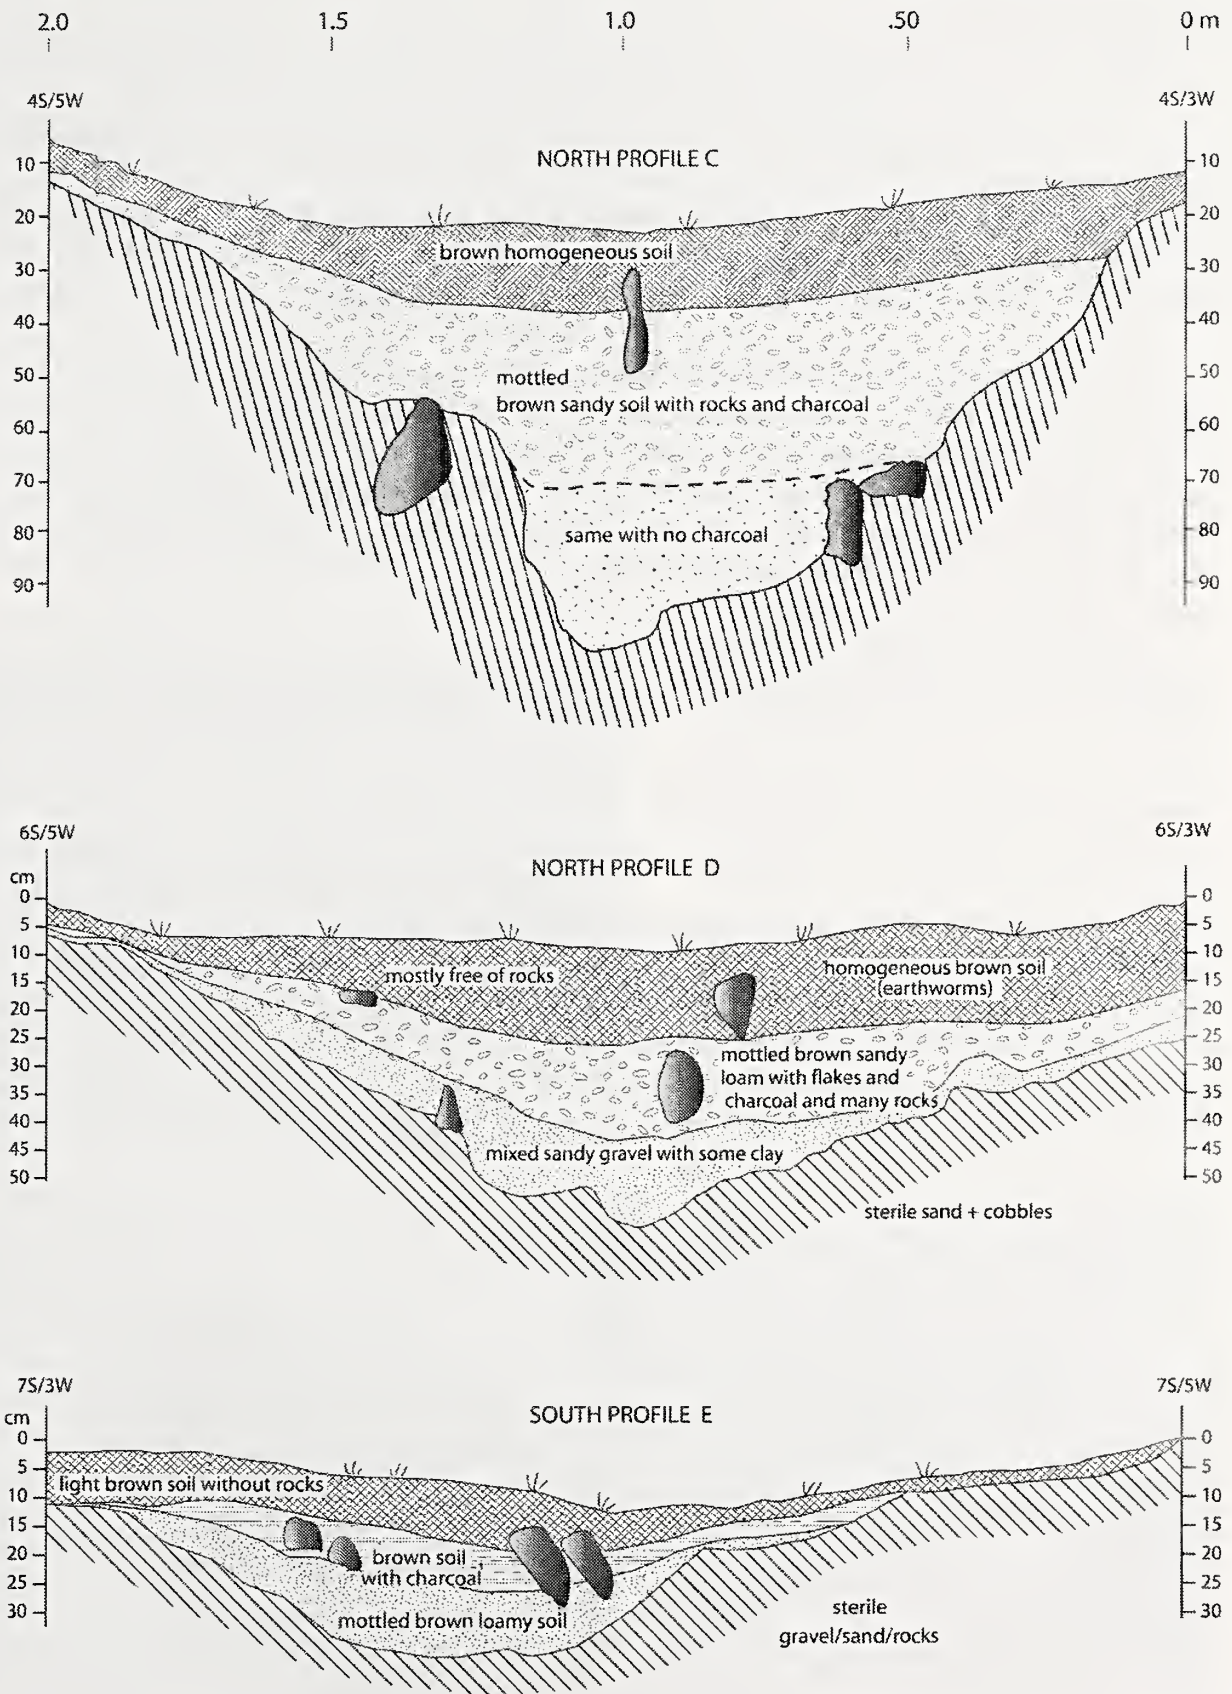 2.0 1.5 1.0 .50 0 m
4S/5W 4S/3W
NORTH PROFILE C
10 10
20 20
brown homogeneous soil
30 30
40 40
50 50
mottled
brown sandy soil with rocks and charcoal
60 60
70 70
same with no charcoal
80 80
90 90
6S/5W 6S/3W
NORTH PROFILE D
cm
0 0
5 5
10 10
mostly free of rocks
homogeneous brown soil
(earthworms)
15 15
20 20
25 25
mottled brown sandy
loam with flakes and
charcoal and many rocks
30 30
35 35
40 40
mixed sandy gravel with some clay
45 45
50 50
sterile sand + cobbles
7S/3W 7S/5W
SOUTH PROFILE E
cm
0 0
5 5
light brown soil without rocks
10 10
15 15
20 20
brown soil
with charcoal
25 25
30 30
mottled brown loamy soil
sterile
gravel/sand/rocks